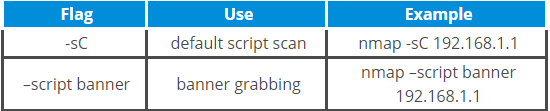 Flag Use Example
-sC default script scan nmap -sC 192.168.1.1
–script banner banner grabbing nmap –script banner
192.168.1.1